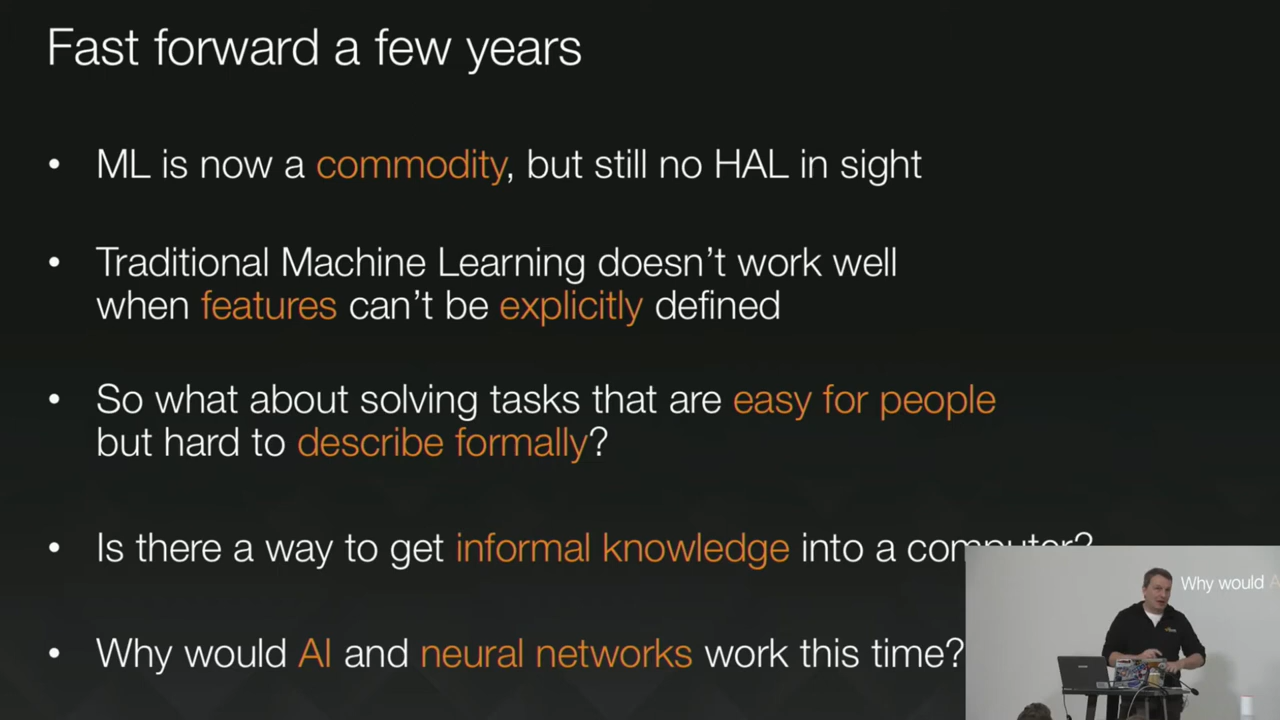 Fast forward a few years
• ML is now a commodity, but still no HAL in sight
• Traditional Machine Learning doesn't work well
when features can't be explicitly defined
• So what about solving tasks that are easy for people
but hard to describe formally?
• Is there a way to get informal knowledge into a computer?
• Why would AI and neural networks work this time?
Why would A